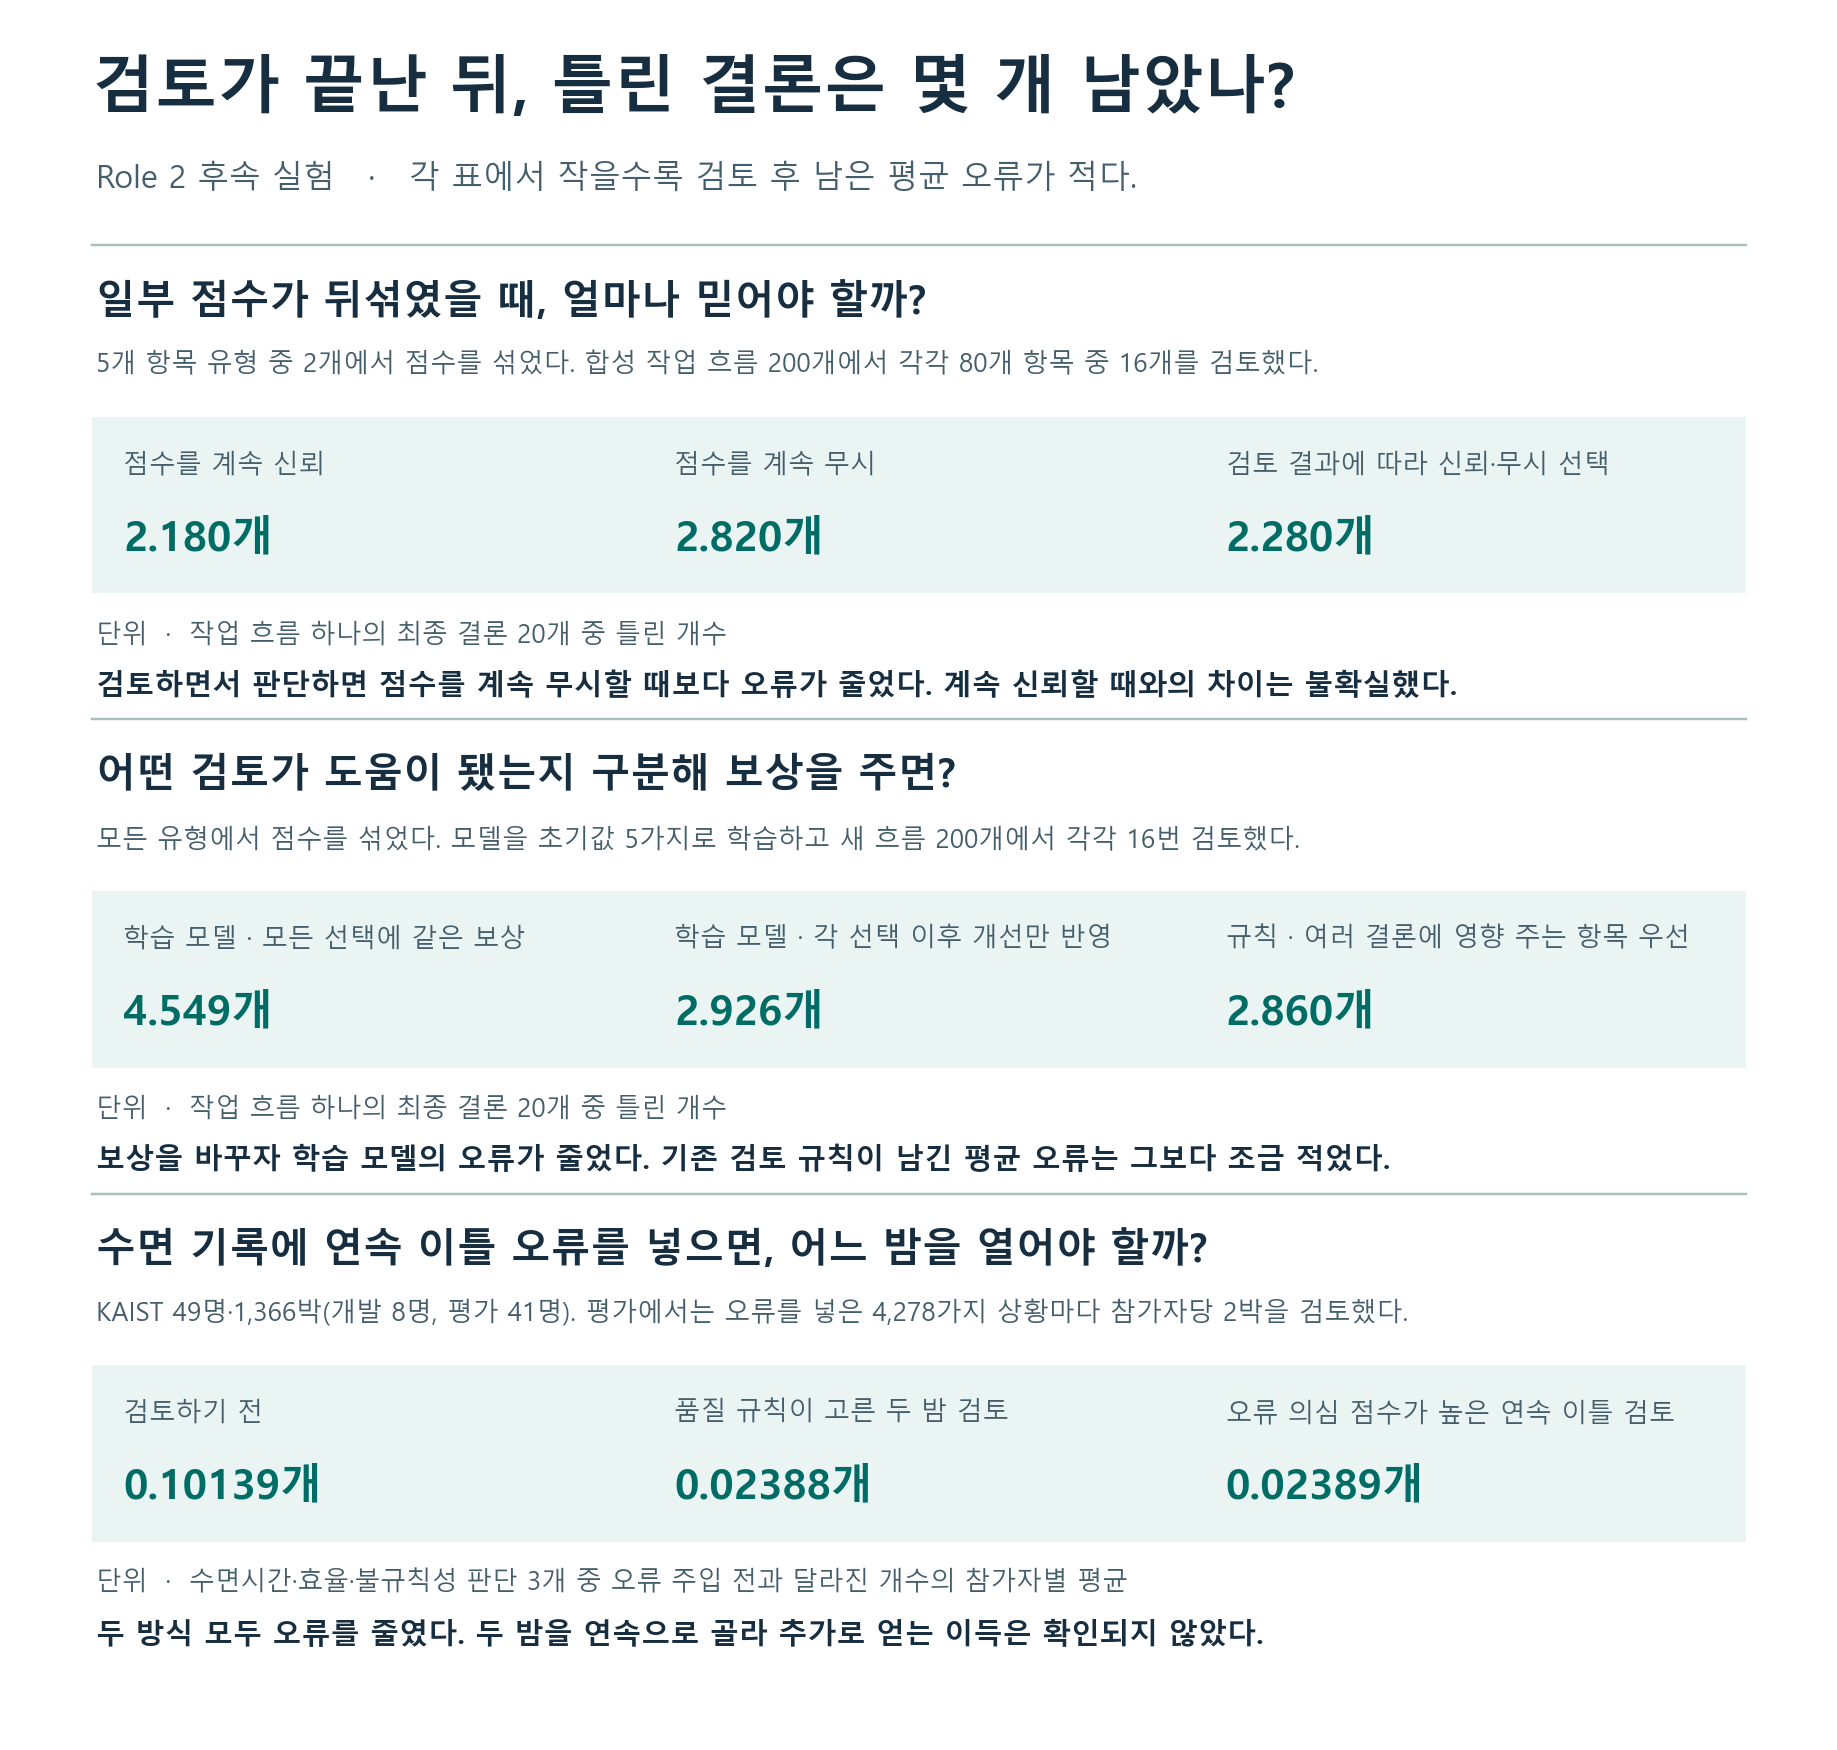 검토가 끝난 뒤, 틀린 결론은 몇 개 남았나?
Role 2 후속 실험 · 각 표에서 작을수록 검토 후 남은 평균 오류가 적다.
일부 점수가 뒤섞였을 때, 얼마나 믿어야 할까?
5개 항목 유형 중 2개에서 점수를 섞었다. 합성 작업 흐름 200개에서 각각 80개 항목 중 16개를 검토했다.
점수를 계속 신뢰
점수를 계속 무시
검토 결과에 따라 신뢰·무시 선택
2.180개
2.820개
2.280개
단위 · 작업 흐름 하나의 최종 결론 20개 중 틀린 개수
검토하면서 판단하면 점수를 계속 무시할 때보다 오류가 줄었다. 계속 신뢰할 때와의 차이는 불확실했다.
어떤 검토가 도움이 됐는지 구분해 보상을 주면?
모든 유형에서 점수를 섞었다. 모델을 초기값 5가지로 학습하고 새 흐름 200개에서 각각 16번 검토했다.
학습 모델 · 모든 선택에 같은 보상
학습 모델 · 각 선택 이후 개선만 반영
규칙 · 여러 결론에 영향 주는 항목 우선
4.549개
2.926개
2.860개
단위 · 작업 흐름 하나의 최종 결론 20개 중 틀린 개수
보상을 바꾸자 학습 모델의 오류가 줄었다. 기존 검토 규칙이 남긴 평균 오류는 그보다 조금 적었다.
수면 기록에 연속 이틀 오류를 넣으면, 어느 밤을 열어야 할까?
KAIST 49명·1,366박(개발 8명, 평가 41명). 평가에서는 오류를 넣은 4,278가지 상황마다 참가자당 2박을 검토했다.
검토하기 전
품질 규칙이 고른 두 밤 검토
오류 의심 점수가 높은 연속 이틀 검토
0.10139개
0.02388개
0.02389개
단위 · 수면시간·효율·불규칙성 판단 3개 중 오류 주입 전과 달라진 개수의 참가자별 평균
두 방식 모두 오류를 줄였다. 두 밤을 연속으로 골라 추가로 얻는 이득은 확인되지 않았다.